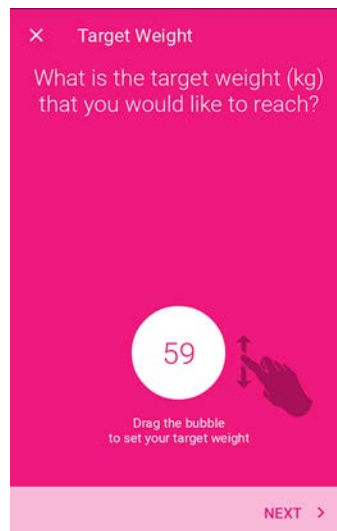 Target Weight
What is the target weight (kg)
that you would like to reach?
59
Drag the bubble
to set your target weight
NEXT